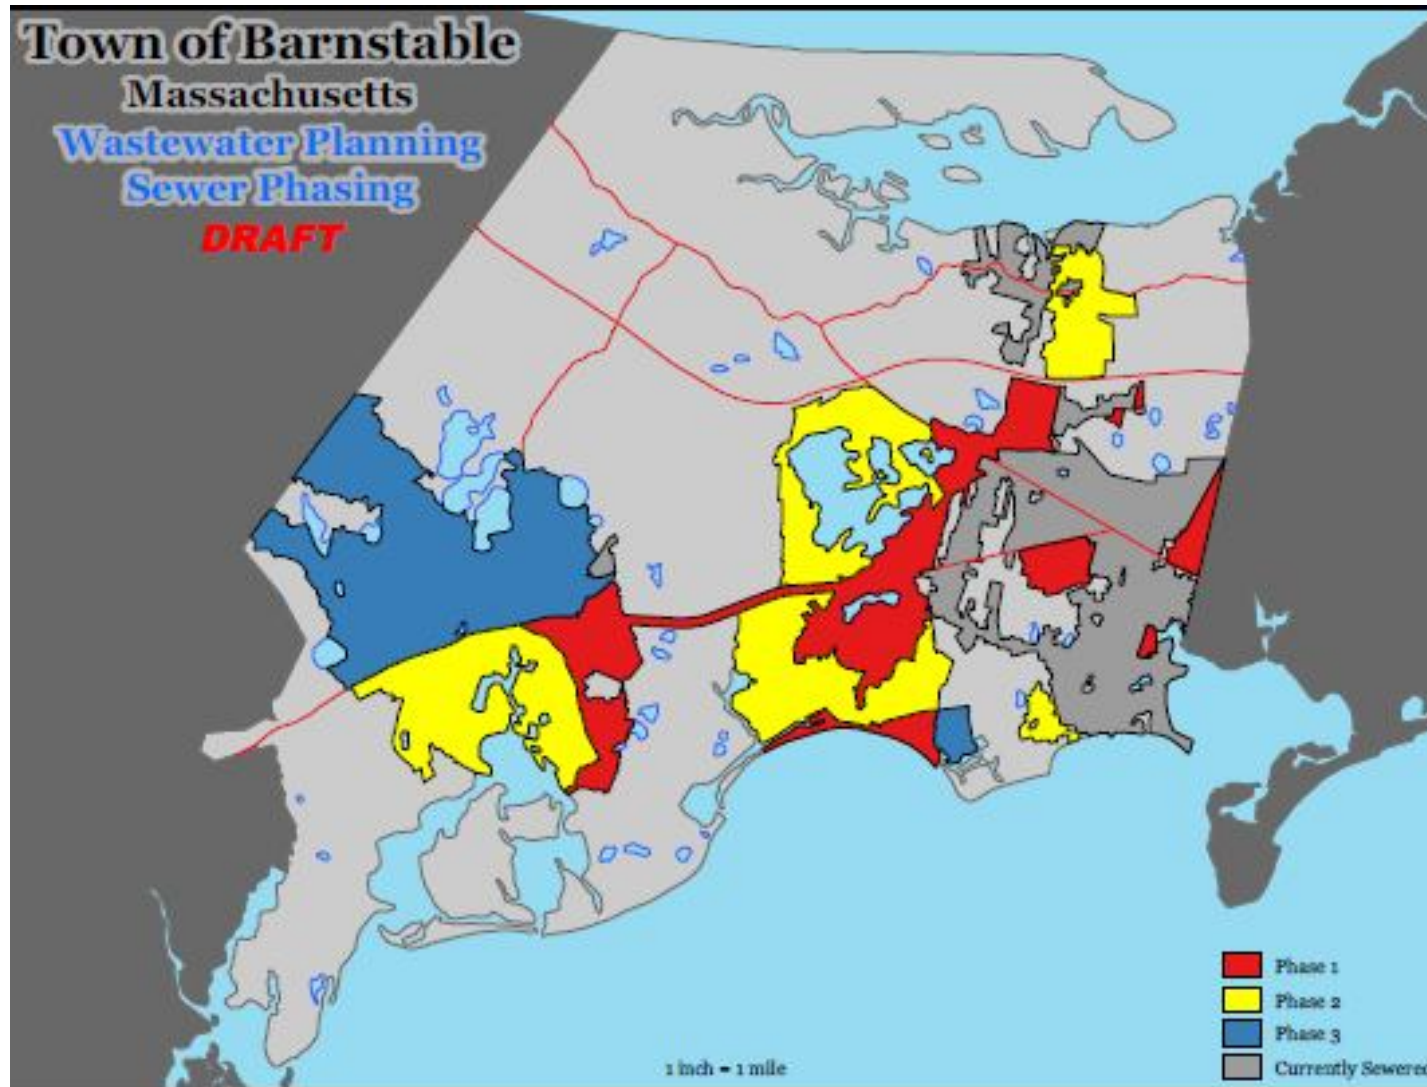 Town of Barnstable
Massachusetts
Wastewater Planning
Sewer Phasing
DRAFT
Phase 1
Phase 2
Phase 3
Currently Sewere
1 inch = 1 mile